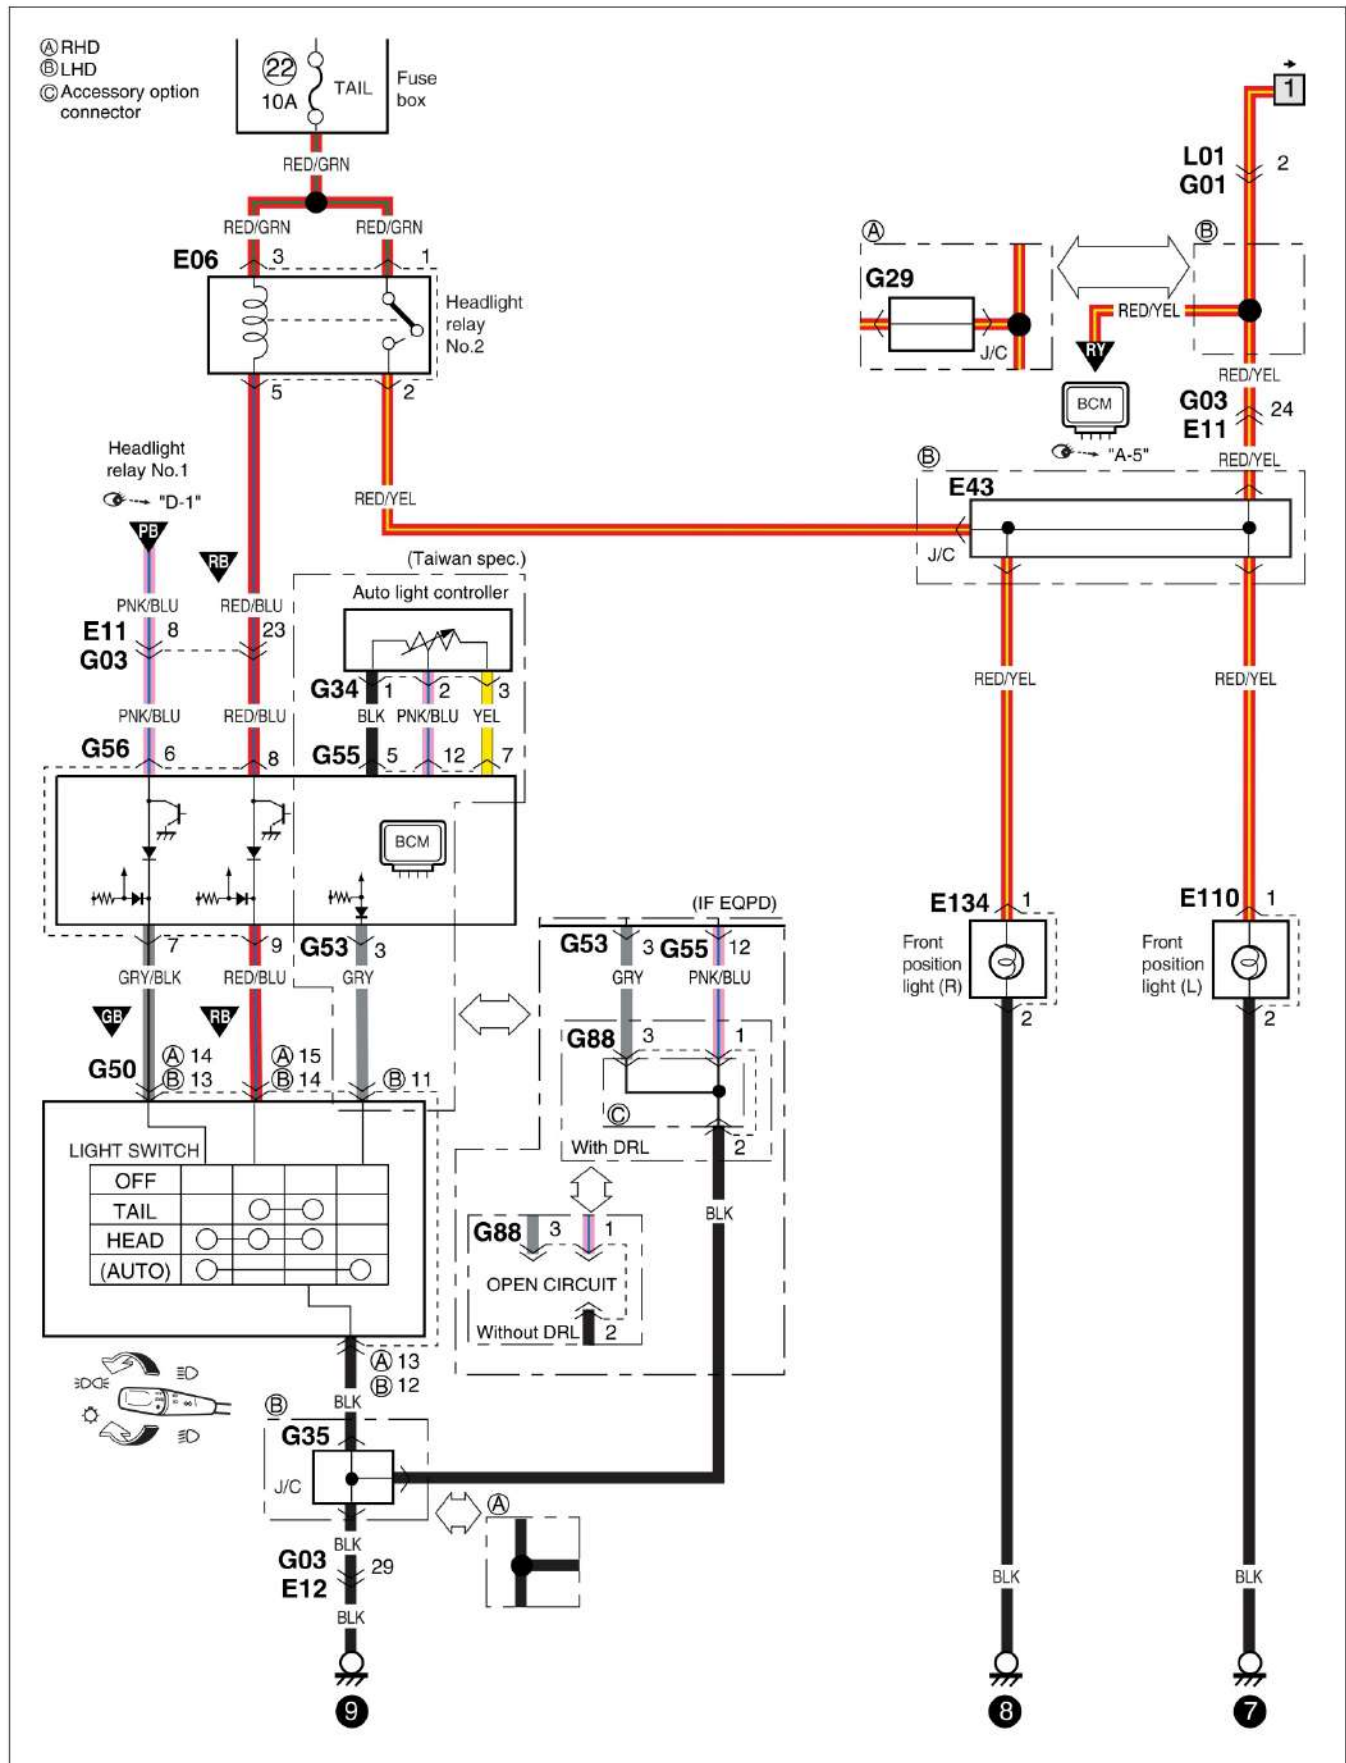 Ⓐ RHD
Ⓑ LHD
Ⓒ Accessory option
connector
22
10A
TAIL
Fuse
box
RED/GRN
RED/GRN
RED/GRN
E06
3
1
Headlight
relay
No.2
5
2
1
L01
G01
2
Ⓐ
G29
J/C
Ⓑ
RED/YEL
RY
BCM
"A-5"
RED/YEL
G03
E11
24
RED/YEL
Headlight
relay No.1
"D-1"
PB
RB
RED/YEL
Ⓑ
E43
J/C
(Taiwan spec.)
Auto light controller
PNK/BLU
RED/BLU
E11
G03
8
23
G34
1
2
3
PNK/BLU
RED/BLU
BLK
PNK/BLU
YEL
RED/YEL
RED/YEL
G56
6
8
G55
5
12
7
BCM
7
9
G53
3
GRY/BLK
RED/BLU
GRY
(IF EQPD)
G53
3
G55
12
GRY
PNK/BLU
E134
1
Front
position
light (R)
2
E110
1
Front
position
light (L)
2
GB
RB
G50
Ⓐ 14
Ⓑ 13
Ⓐ 15
Ⓑ 14
Ⓑ 11
G88
3
1
Ⓒ
With DRL
2
LIGHT SWITCH
OFF
TAIL
HEAD
(AUTO)
BLK
G88
3
1
OPEN CIRCUIT
Without DRL
2
Ⓐ 13
Ⓑ 12
BLK
Ⓑ
G35
J/C
Ⓐ
BLK
G03
E12
29
BLK
BLK
BLK
9
8
7